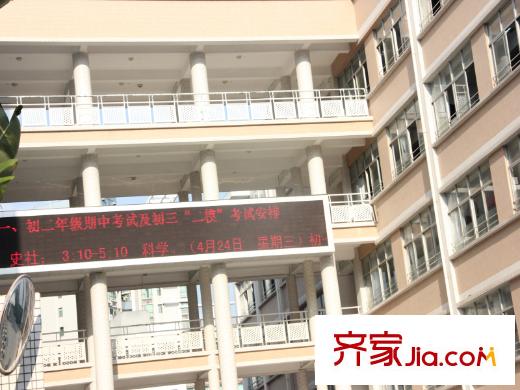 一、初二年级期中考试及初三“二模”考试安排
史社: 3:10-5:10 科学。（4月24日 星期三）初
齐家jia.com